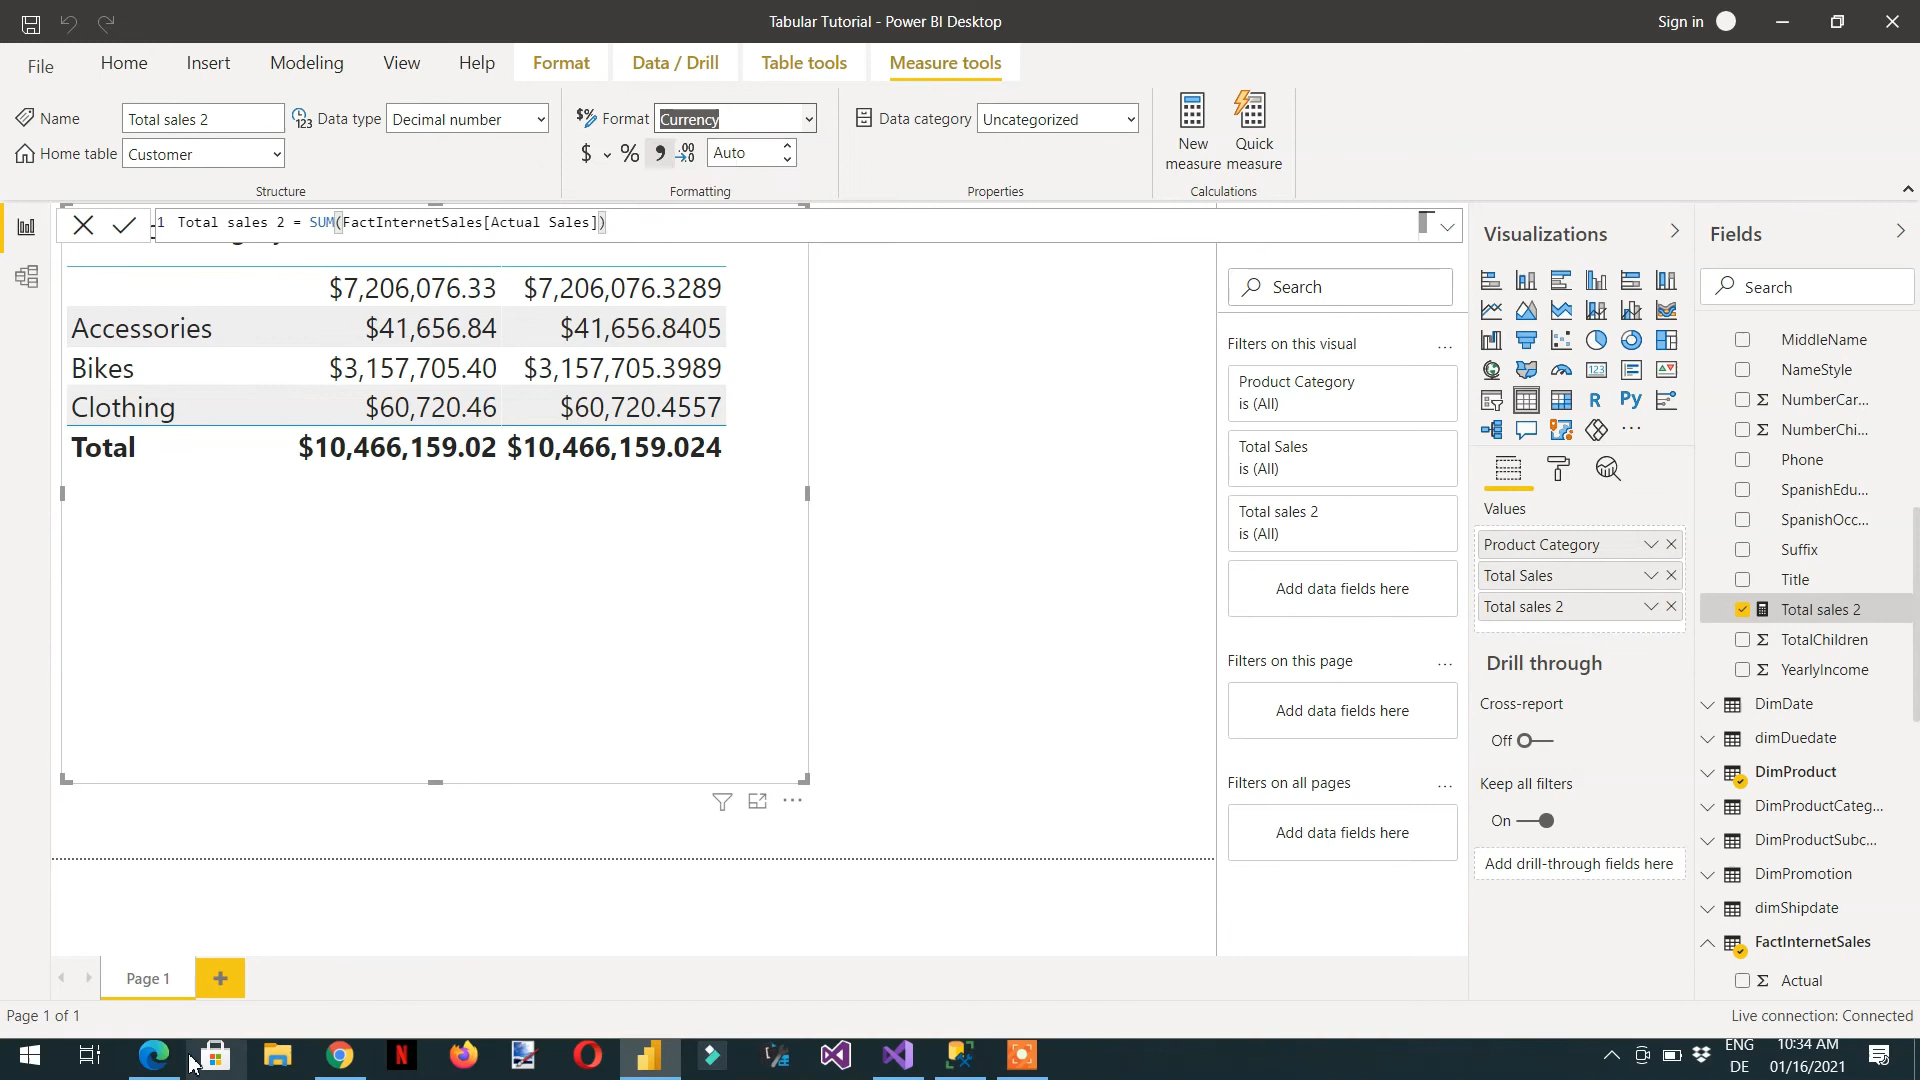 Tabular Tutorial - Power BI Desktop
Sign in
File
Home
Insert
Modeling
View
Help
Format
Data / Drill
Table tools
Measure tools
Name
Total sales 2
Data type
Decimal number
Format
Currency
Data category
Uncategorized
Home table
Customer
$
%
Auto
New
measure
Quick
measure
Structure
Formatting
Properties
Calculations
1 Total sales 2 = SUM(FactInternetSales[Actual Sales])
$7,206,076.33 $7,206,076.3289
Accessories $41,656.84 $41,656.8405
Bikes $3,157,705.40 $3,157,705.3989
Clothing $60,720.46 $60,720.4557
Total $10,466,159.02 $10,466,159.024
Search
Filters on this visual
Product Category
is (All)
Total Sales
is (All)
Total sales 2
is (All)
Add data fields here
Filters on this page
Add data fields here
Filters on all pages
Add data fields here
Visualizations
123
R
Py
Values
Product Category
Total Sales
Total sales 2
Drill through
Cross-report
Off
Keep all filters
On
Add drill-through fields here
Fields
Search
MiddleName
NameStyle
NumberCar...
NumberChi...
Phone
SpanishEdu...
SpanishOcc...
Suffix
Title
Total sales 2
TotalChildren
YearlyIncome
DimDate
dimDuedate
DimProduct
DimProductCateg...
DimProductSubc...
DimPromotion
dimShipdate
FactInternetSales
Actual
Page 1
Page 1 of 1
Live connection: Connected
ENG
DE
10:34 AM
01/16/2021